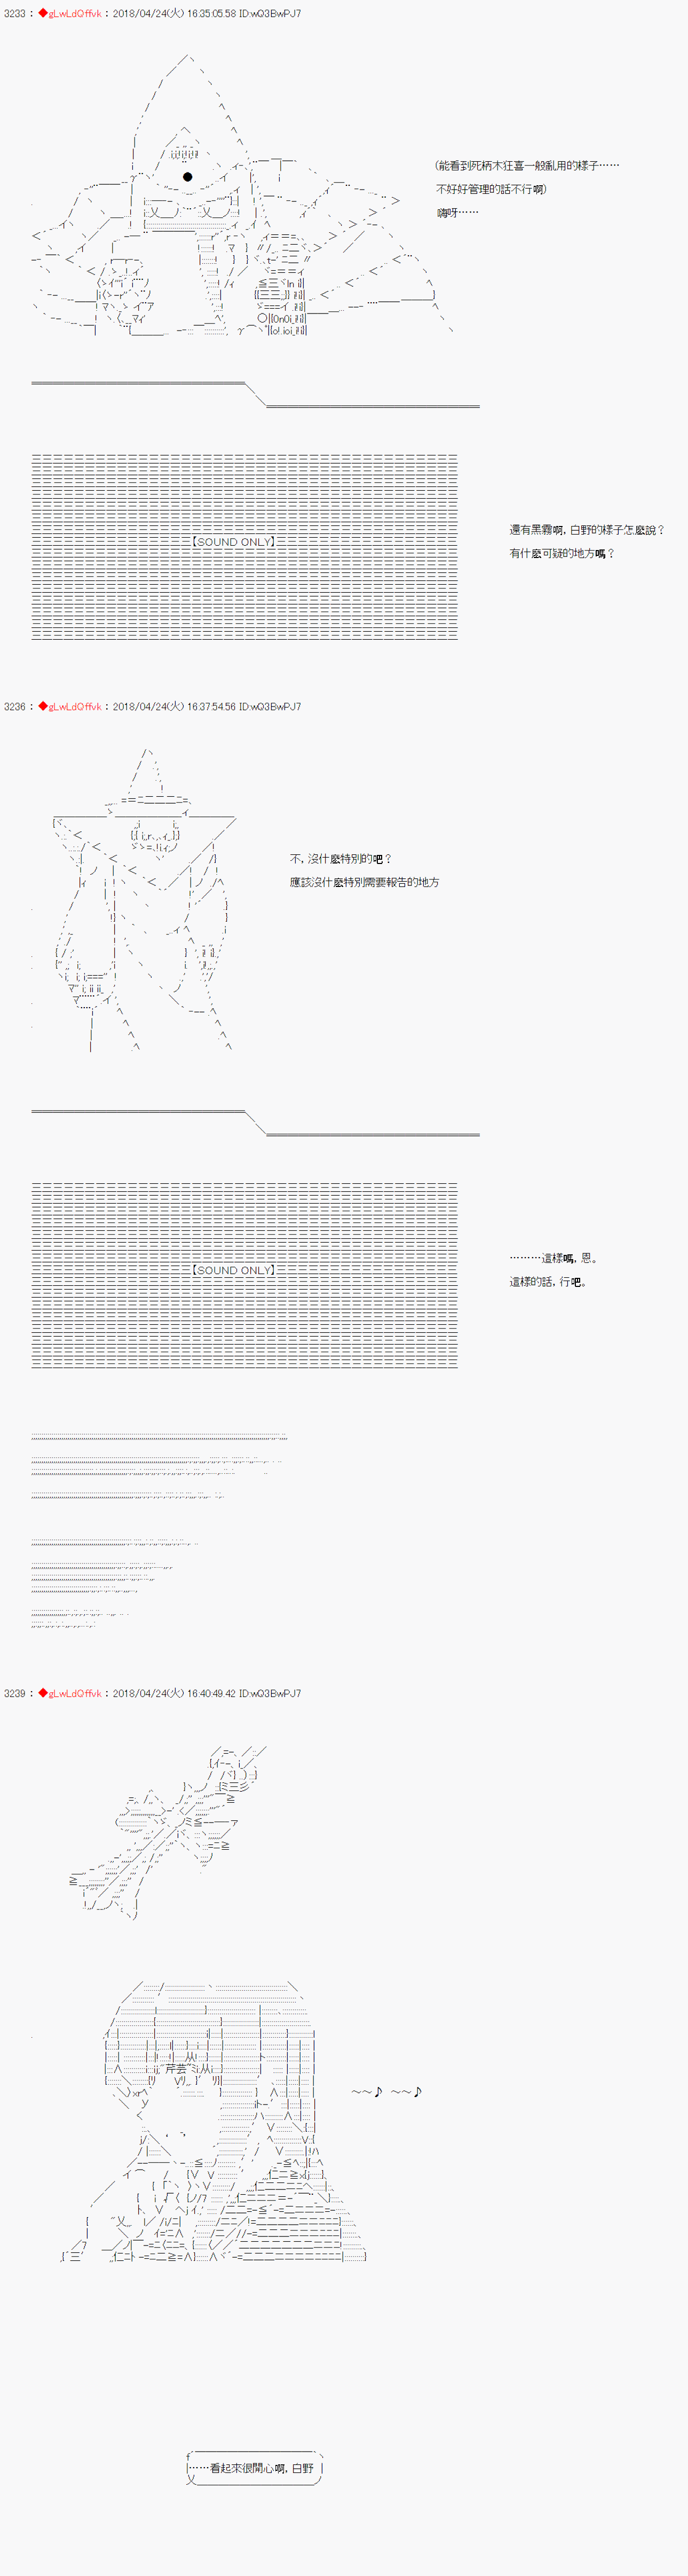 3233 : ◆gLwLdQffvk : 2018/04/24(火) 16:35:05.58 ID:wQ3BwPJ7
(能看到死柄木狂喜一般亂用的樣子……
不好好管理的話不行啊)
嗨呀……
【SOUND ONLY】
還有黑霧啊, 白野的樣子怎麼說？
有什麼可疑的地方嗎？
3236 : ◆gLwLdQffvk : 2018/04/24(火) 16:37:54.56 ID:wQ3BwPJ7
不, 沒什麼特別的吧？
應該沒什麼特別需要報告的地方
【SOUND ONLY】
………這樣嗎, 恩。
這樣的話, 行吧。
3239 : ◆gLwLdQffvk : 2018/04/24(火) 16:40:49.42 ID:wQ3BwPJ7
～～♪ ～～♪
……看起來很開心啊, 白野